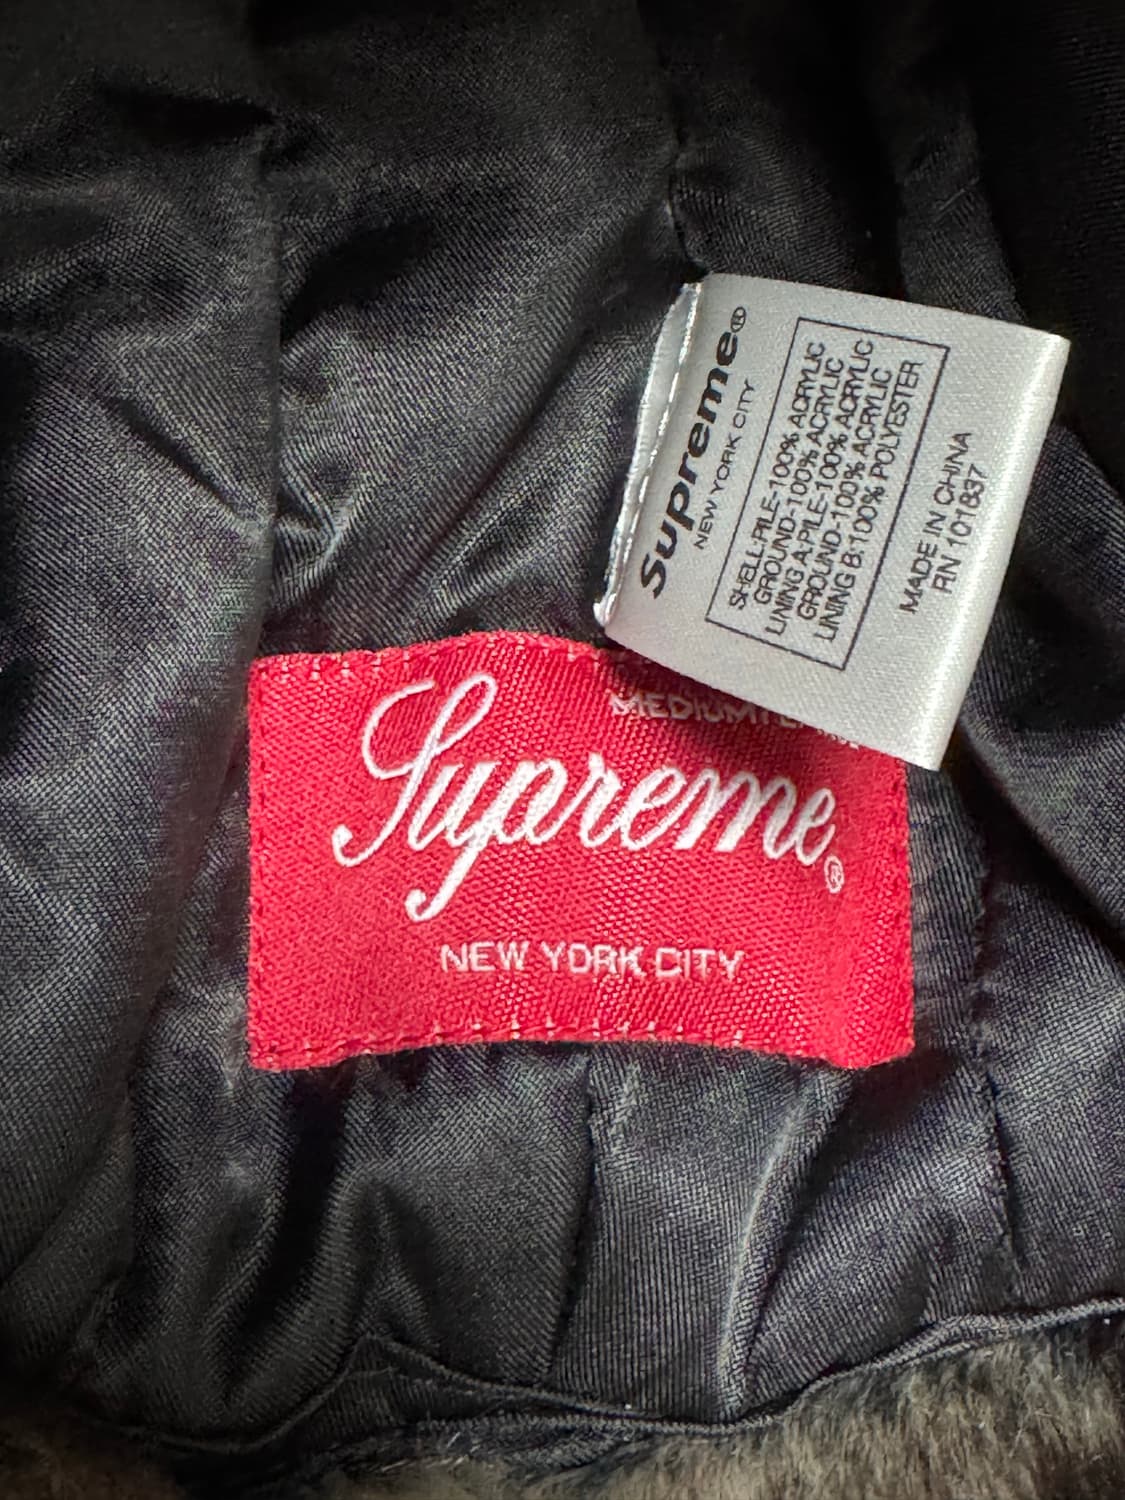 Supreme®
NEW YORK CITY
SHELL:PILE-100% ACRYLIC
GROUND-100% ACRYLIC
LINING A:PILE-100% ACRYLIC
GROUND-100% ACRYLIC
LINING B:100% POLYESTER
MADE IN CHINA
RN 101837
MEDIUM/
Supreme®
NEW YORK CITY